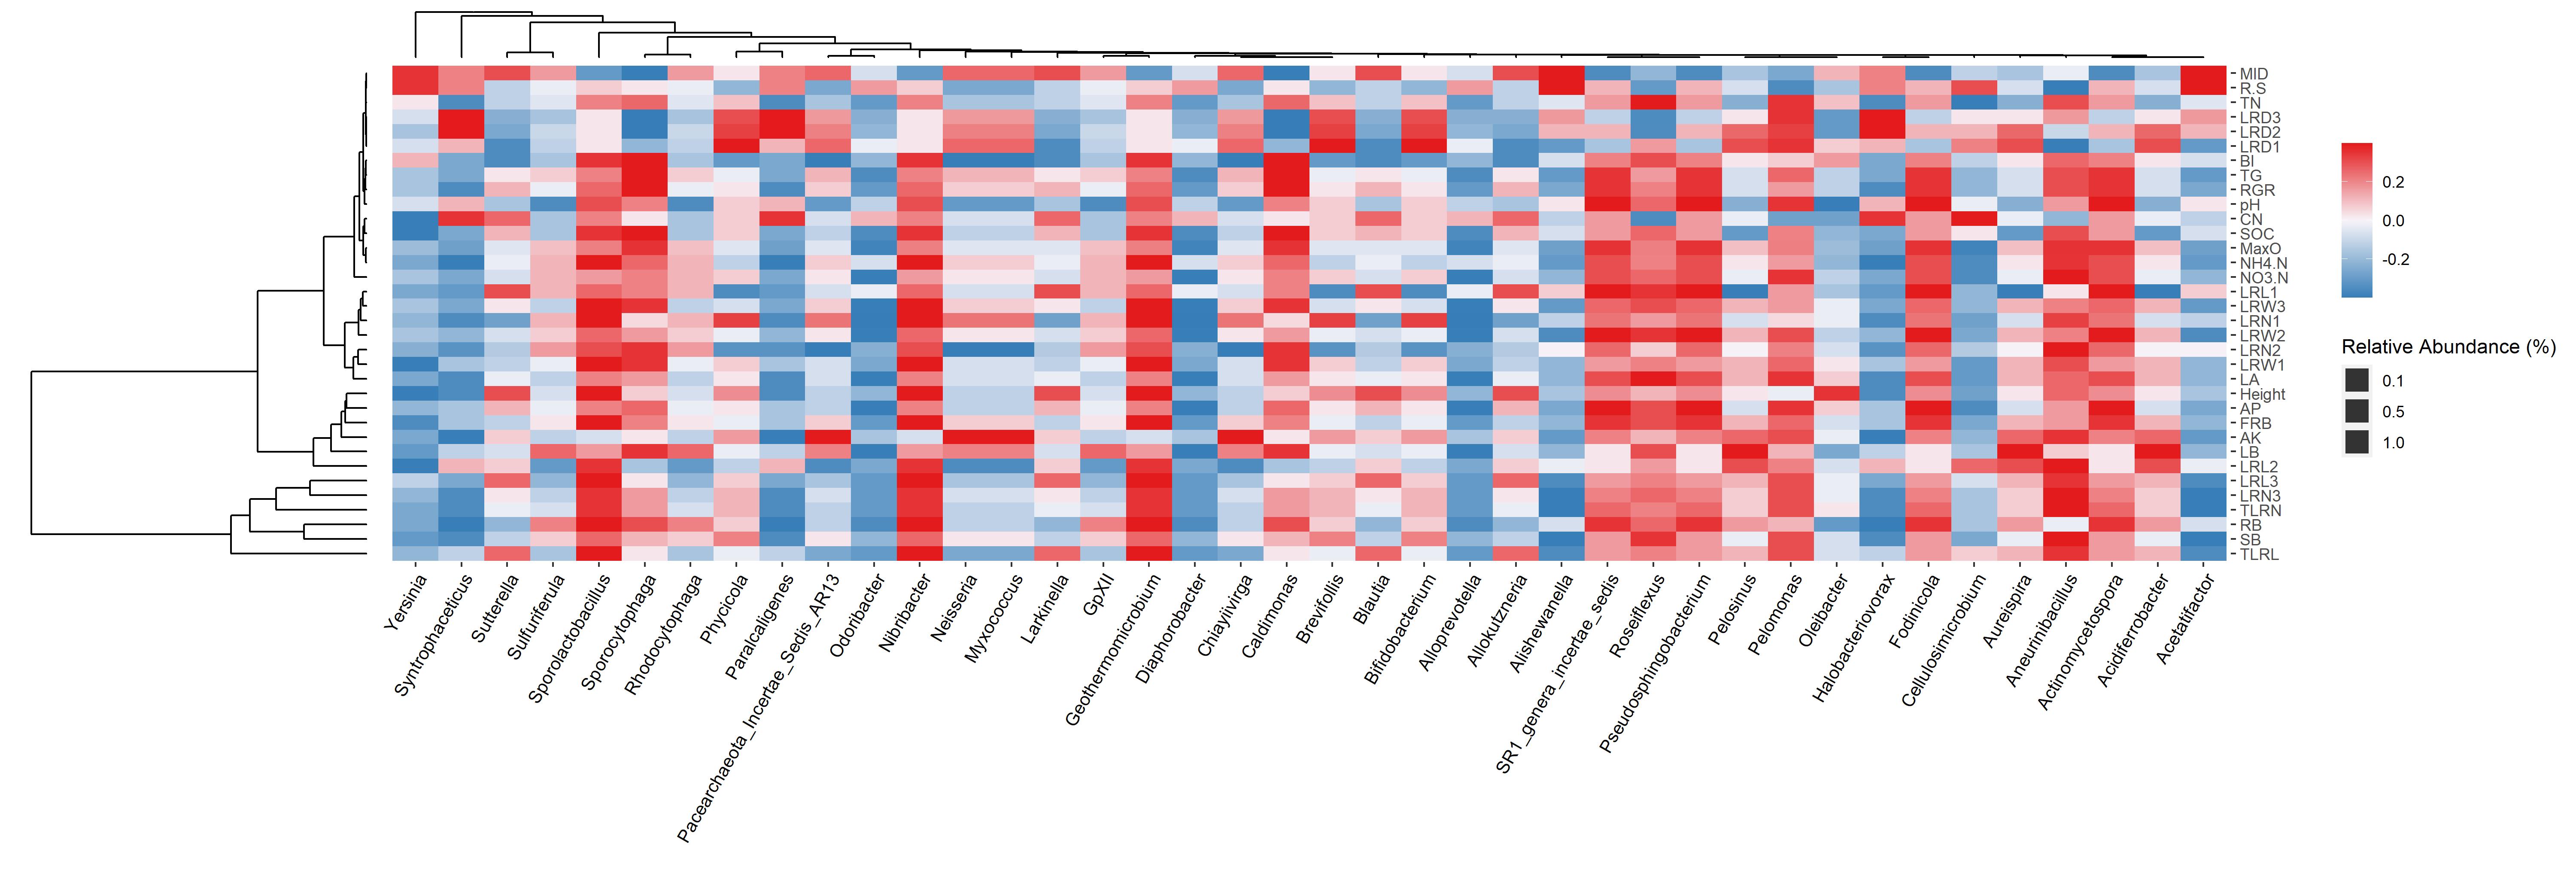 MID
R.S
TN
LRD3
LRD2
LRD1
BI
TG
RGR
pH
CN
SOC
MaxO
NH4.N
NO3.N
LRL1
LRW3
LRN1
LRW2
LRN2
LRW1
LA
Height
AP
FRB
AK
LB
LRL2
LRL3
LRN3
TLRN
RB
SB
TLRL
0.2
0.0
-0.2
Relative Abundance (%)
0.1
0.5
1.0
Yersinia
Syntrophaceticus
Sutterella
Sulfuriferula
Sporolactobacillus
Sporocytophaga
Rhodocytophaga
Phycicola
Paralcaligenes
Pacearchaeota_Incertae_Sedis_AR13
Odoribacter
Nibribacter
Neisseria
Myxococcus
Larkinella
GpXII
Geothermomicrobium
Diaphorobacter
Chiayiivirga
Caldimonas
Brevifollis
Blautia
Bifidobacterium
Alloprevotella
Allokutzneria
Alishewanella
SR1_genera_incertae_sedis
Roseiflexus
Pseudosphingobacterium
Pelosinus
Pelomonas
Oleibacter
Halobacteriovorax
Fodinicola
Cellulosimicrobium
Aureispira
Aneurinibacillus
Actinomycetospora
Acidiferrobacter
Acetatifactor